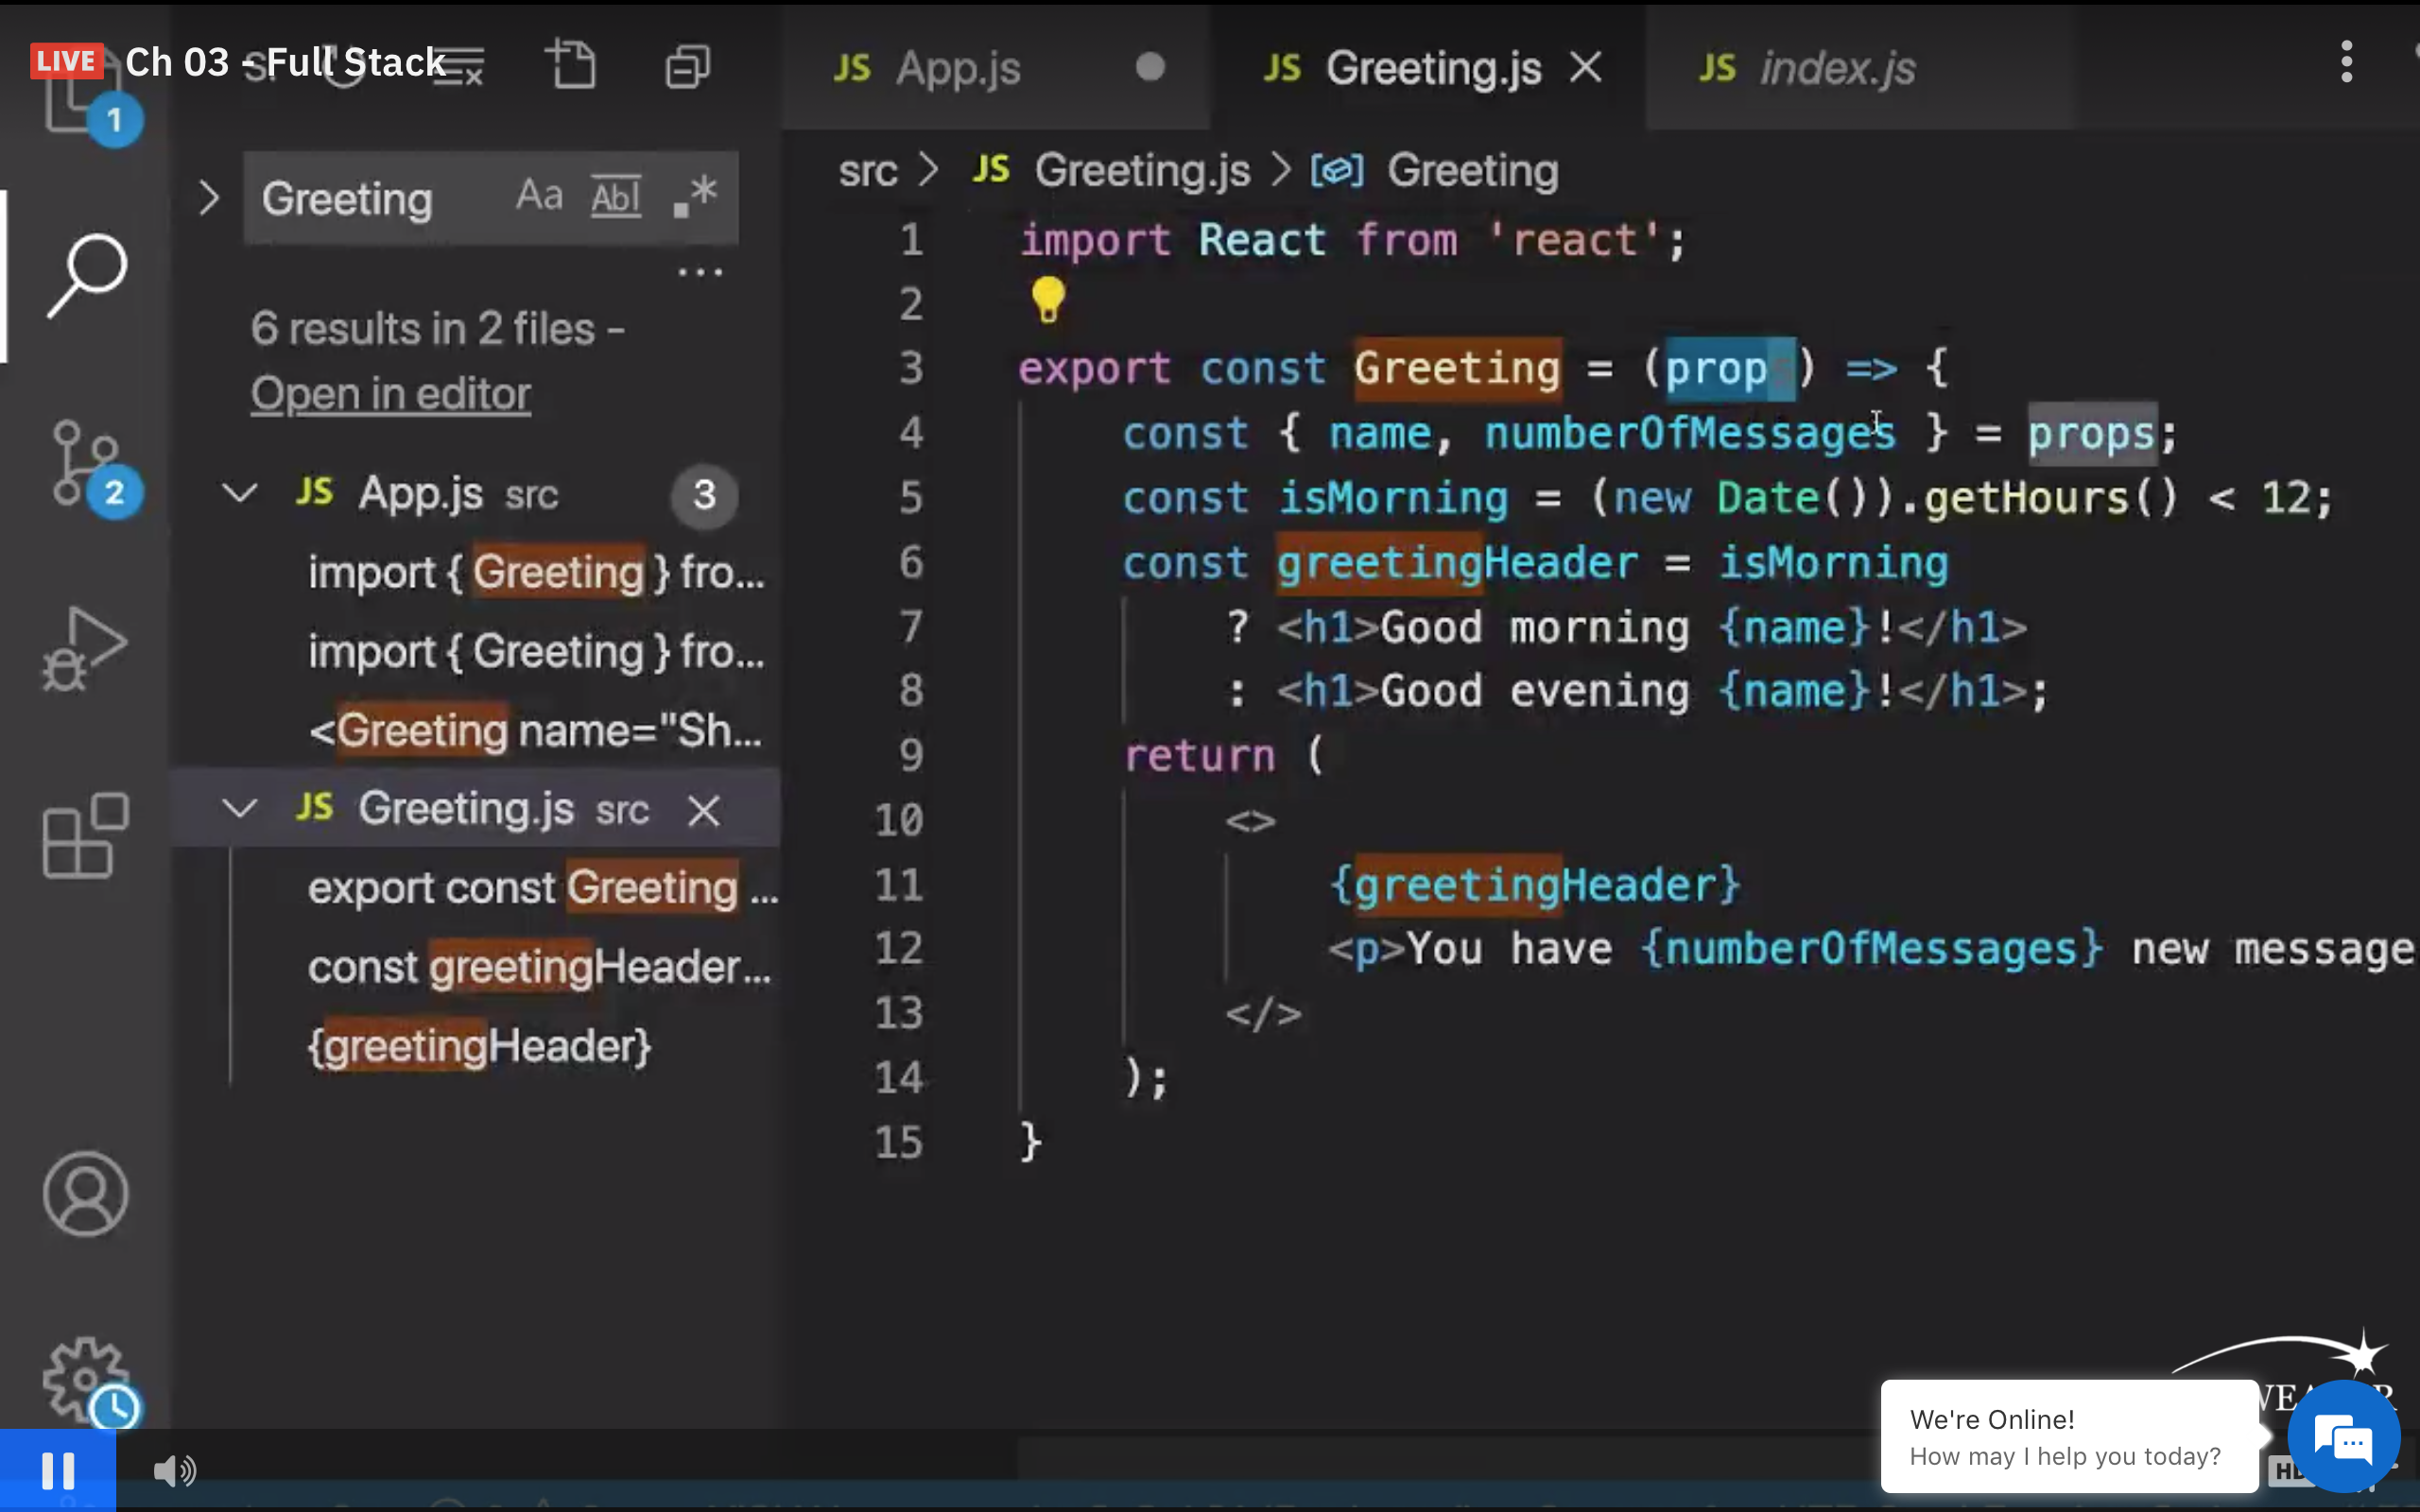 LIVE Ch 03 - Full Stack
1
JS App.js
JS Greeting.js
JS index.js
Greeting Aa Abl .*
...
6 results in 2 files -
Open in editor
2
JS App.js src 3
import { Greeting } fro...
import { Greeting } fro...
<Greeting name="Sh...
JS Greeting.js src
export const Greeting ...
const greetingHeader...
{greetingHeader}
src > JS Greeting.js > Greeting
1 import React from 'react';
2
3 export const Greeting = (props) => {
4 const { name, numberOfMessages } = props;
5 const isMorning = (new Date()).getHours() < 12;
6 const greetingHeader = isMorning
7 ? <h1>Good morning {name}!</h1>
8 : <h1>Good evening {name}!</h1>;
9 return (
10 <>
11 {greetingHeader}
12 <p>You have {numberOfMessages} new message
13 </>
14 );
15 }
We're Online!
How may I help you today?